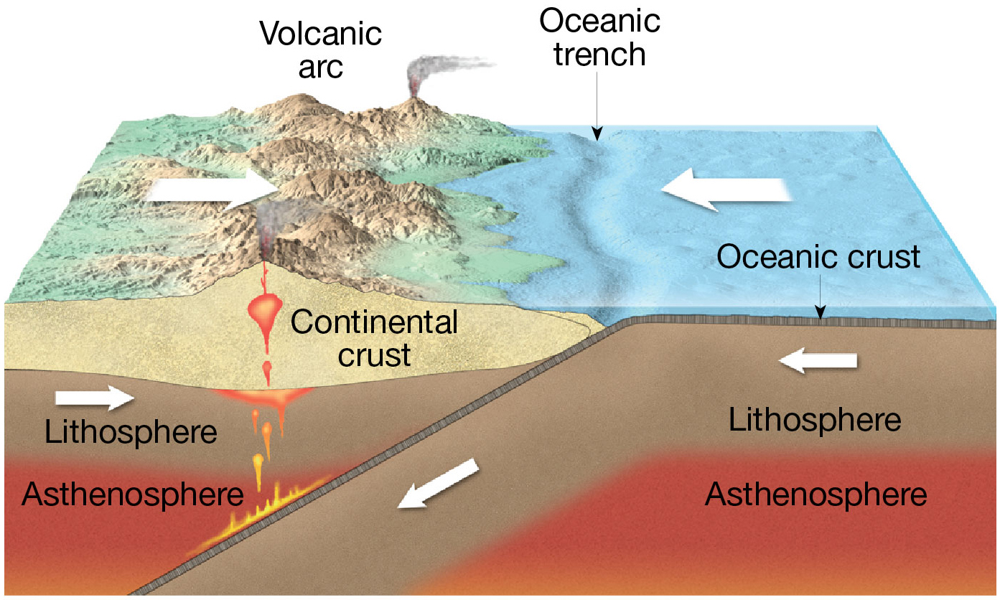 Volcanic
arc
Oceanic
trench
Oceanic crust
Continental
crust
Lithosphere
Lithosphere
Asthenosphere
Asthenosphere